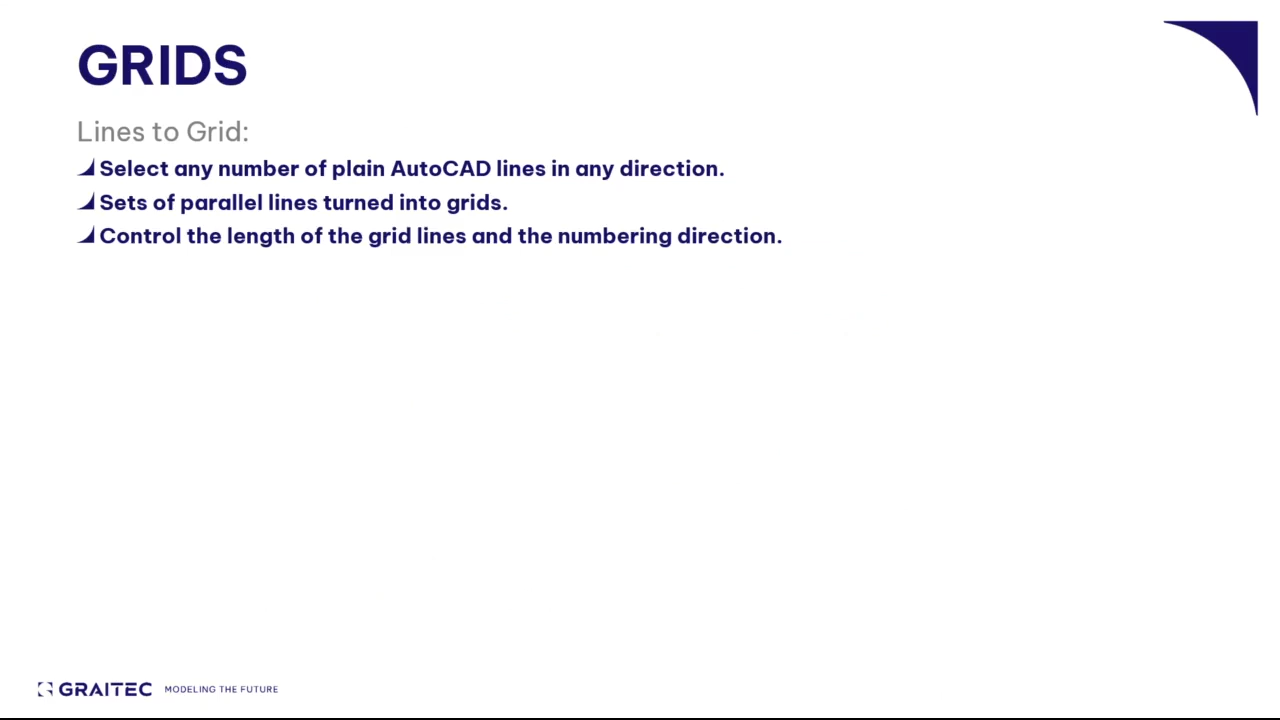 GRIDS
Lines to Grid:
Select any number of plain AutoCAD lines in any direction.
Sets of parallel lines turned into grids.
Control the length of the grid lines and the numbering direction.
GRAITEC MODELING THE FUTURE